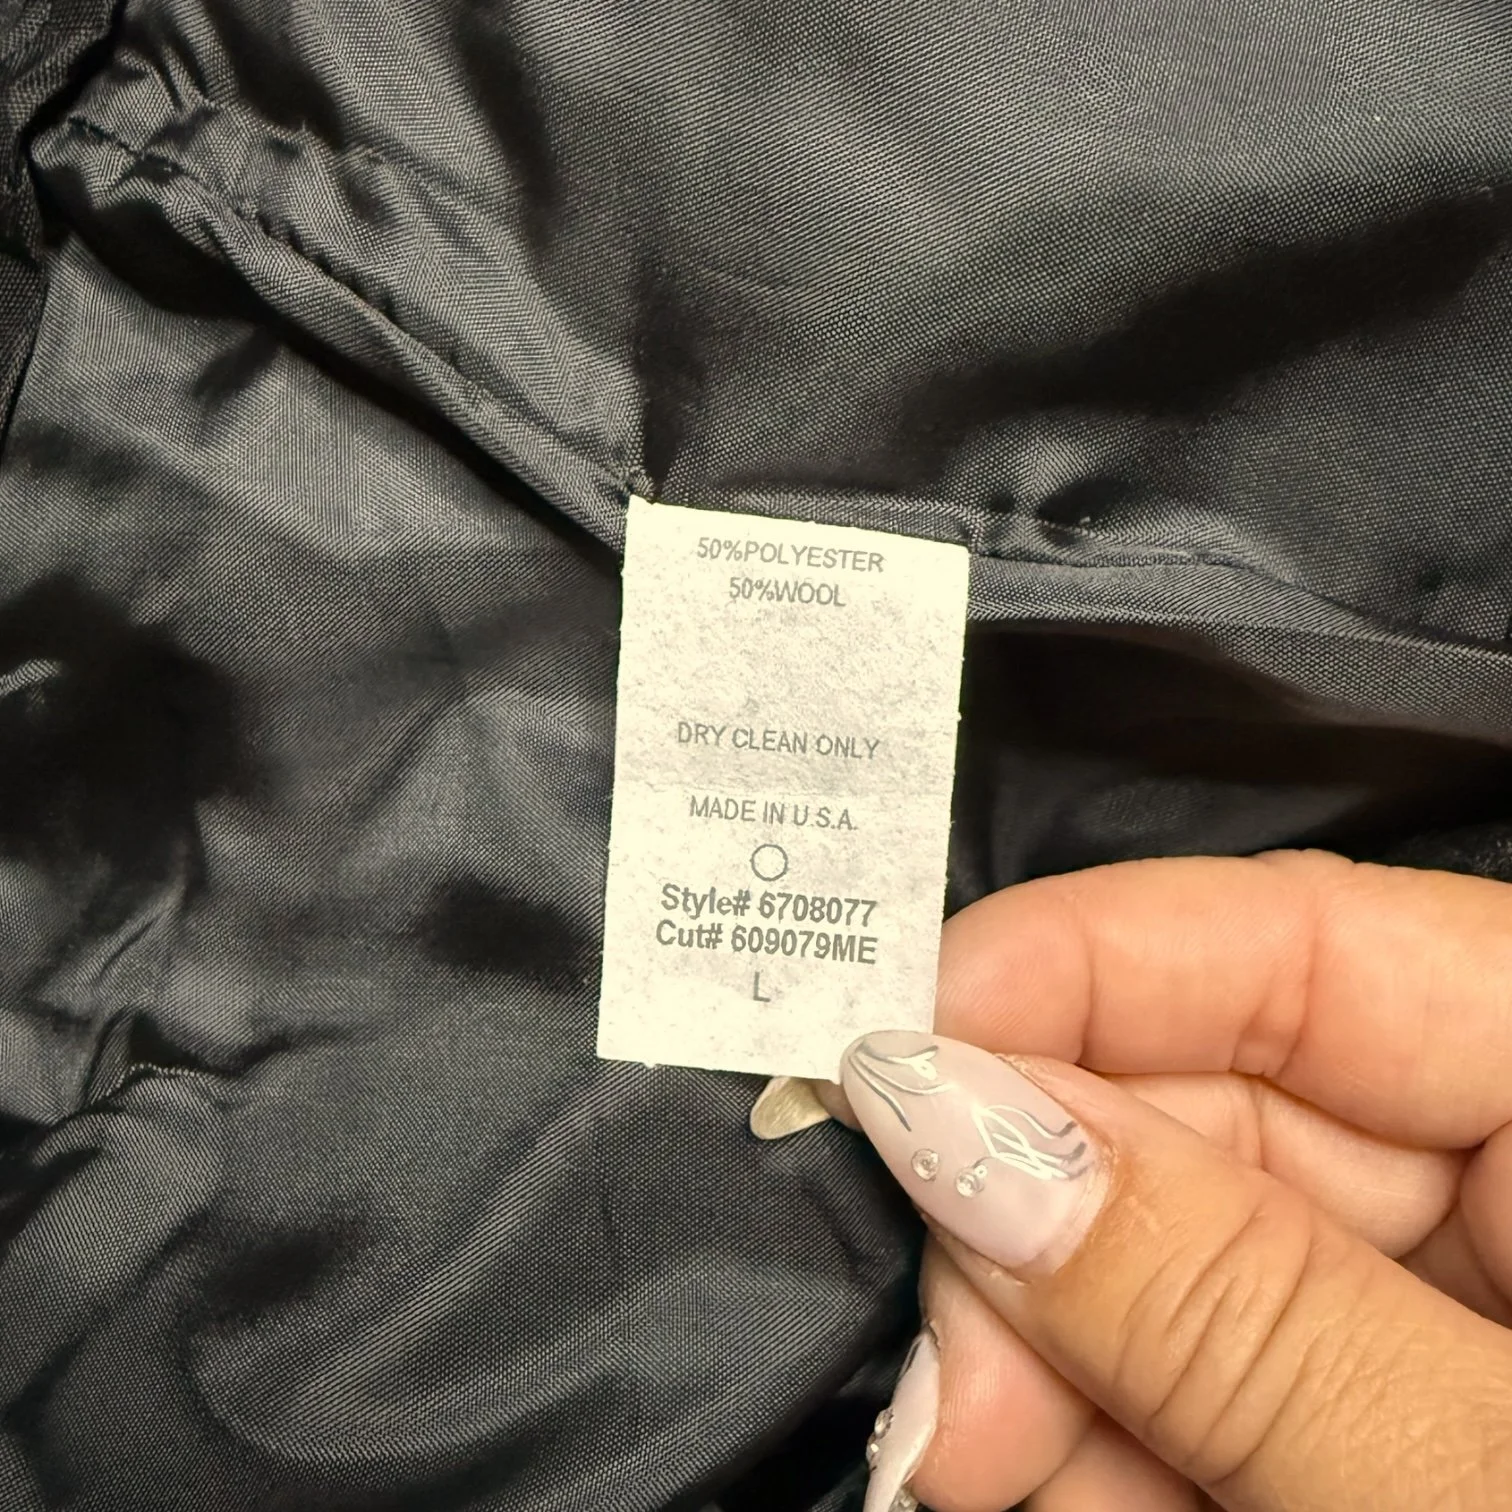 50%POLYESTER
50%WOOL
DRY CLEAN ONLY
MADE IN U.S.A.
Style# 6708077
Cut# 609079ME
L